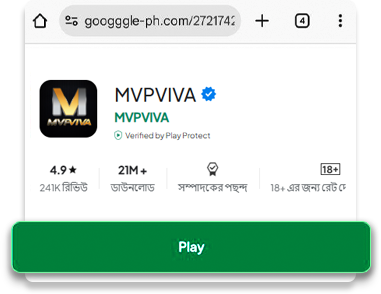 googggle-ph.com/2721742
4
MVPVIVA
MVPVIVA
MVPVIVA
Verified by Play Protect
4.9★ 21M+ 18+
241K রিভিউ ডাউনলোড সম্পাদকের পছন্দ 18+ এর জন্য রেট
Play